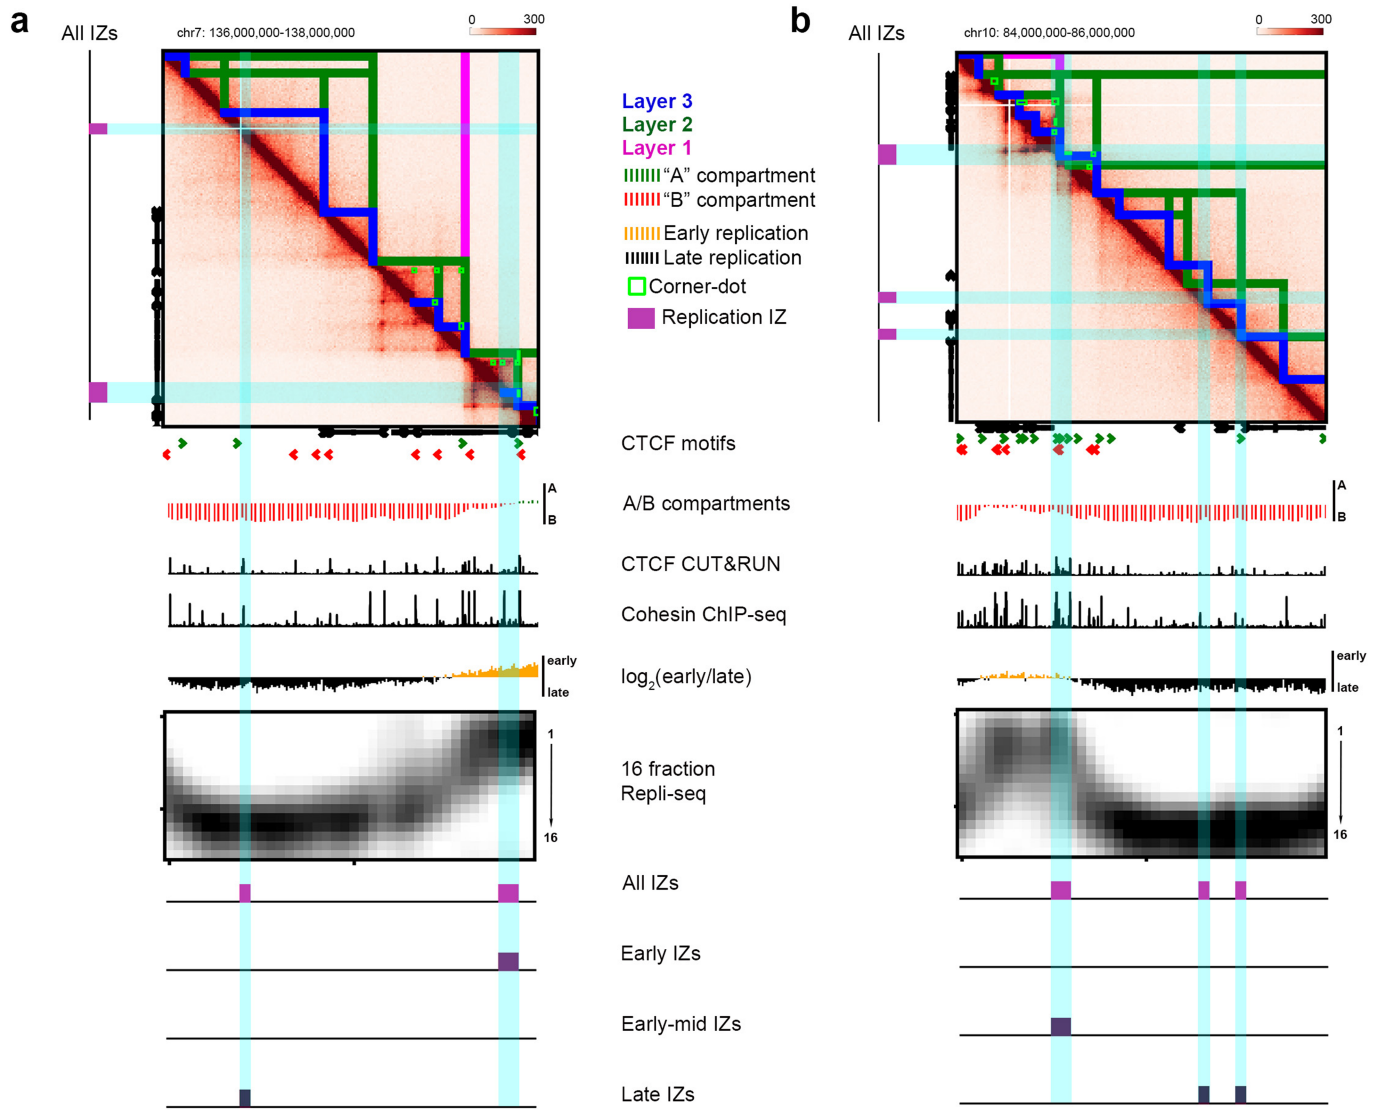 a
All IZs
chr7: 136,000,000-138,000,000
0 300
Layer 3
Layer 2
Layer 1
"A" compartment
"B" compartment
Early replication
Late replication
Corner-dot
Replication IZ
b
All IZs
chr10: 84,000,000-86,000,000
0 300
CTCF motifs
A
B
A/B compartments
A
B
CTCF CUT&RUN
Cohesin ChIP-seq
early
late
log2(early/late)
early
late
1
16
16 fraction
Repli-seq
1
16
All IZs
Early IZs
Early-mid IZs
Late IZs